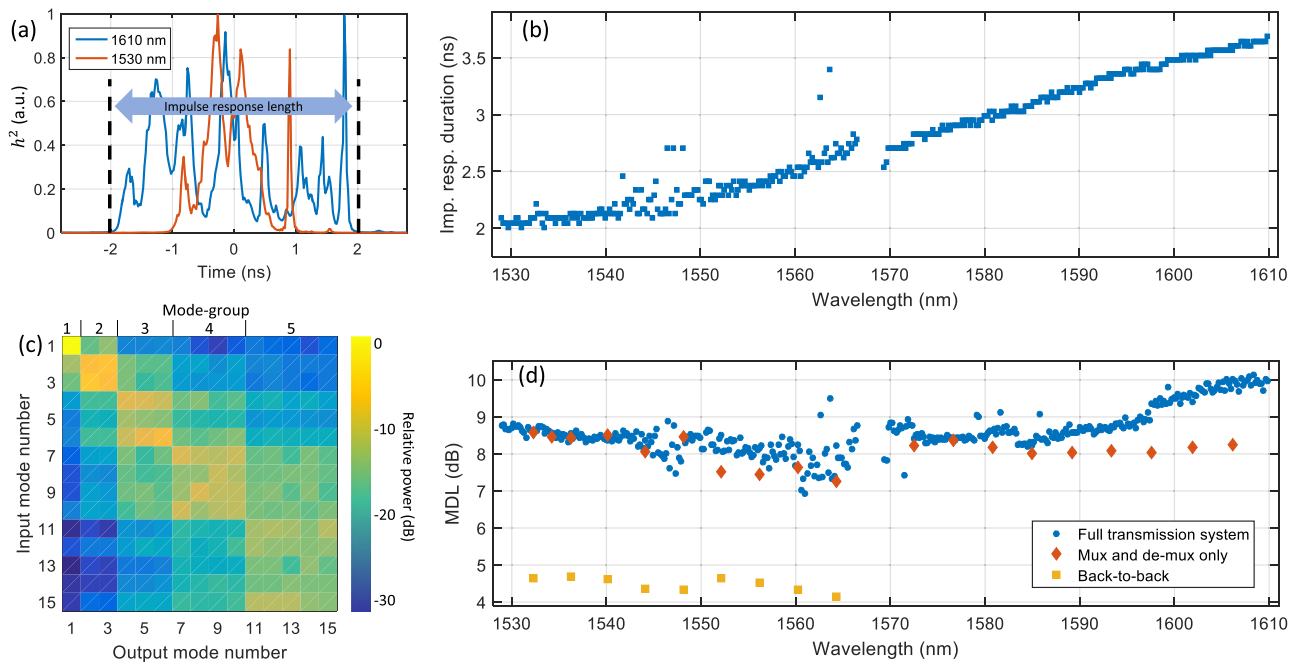 (a)
1610 nm
1530 nm
Impulse response length
h² (a.u.)
1
0.8
0.6
0.4
0.2
0
-2 -1 0 1 2
Time (ns)
(b)
Imp. resp. duration (ns)
3.5
3
2.5
2
1530 1540 1550 1560 1570 1580 1590 1600 1610
Wavelength (nm)
Mode-group
1 2 3 4 5
(c)
Input mode number
1
3
5
7
9
11
13
15
1 3 5 7 9 11 13 15
Output mode number
0
-10
-20
-30
Relative power (dB)
(d)
MDL (dB)
10
9
8
7
6
5
4
Full transmission system
Mux and de-mux only
Back-to-back
1530 1540 1550 1560 1570 1580 1590 1600 1610
Wavelength (nm)